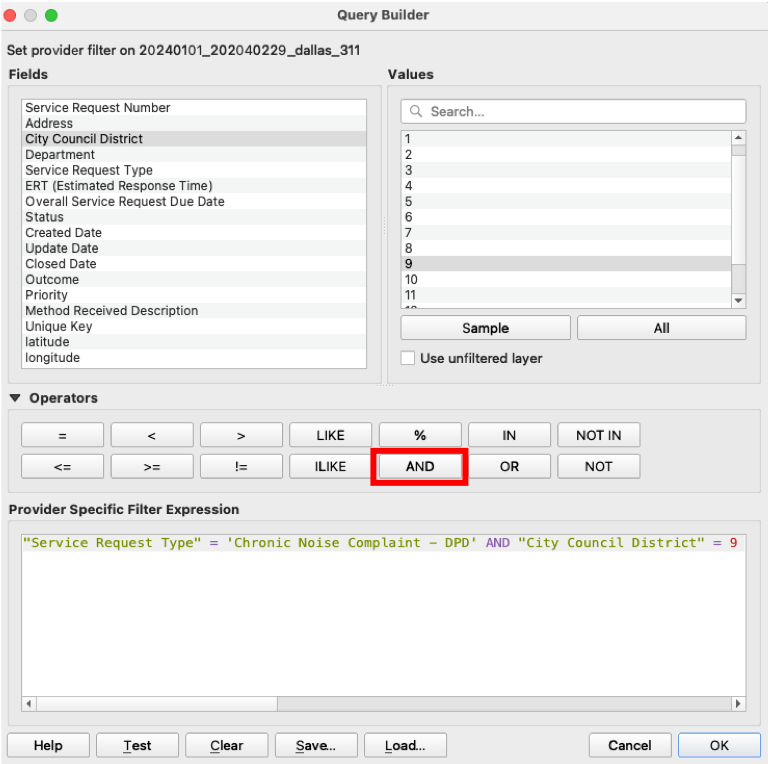 Query Builder
Set provider filter on 20240101_202040229_dallas_311
Fields
Values
Service Request Number
Address
City Council District
Department
Service Request Type
ERT (Estimated Response Time)
Overall Service Request Due Date
Status
Created Date
Update Date
Closed Date
Outcome
Priority
Method Received Description
Unique Key
latitude
longitude
Search...
1
2
3
4
5
6
7
8
9
10
11
Sample All
Use unfiltered layer
Operators
= < > LIKE % IN NOT IN
<= >= != ILIKE AND OR NOT
Provider Specific Filter Expression
"Service Request Type" = 'Chronic Noise Complaint – DPD' AND "City Council District" = 9
Help Test Clear Save... Load... Cancel OK